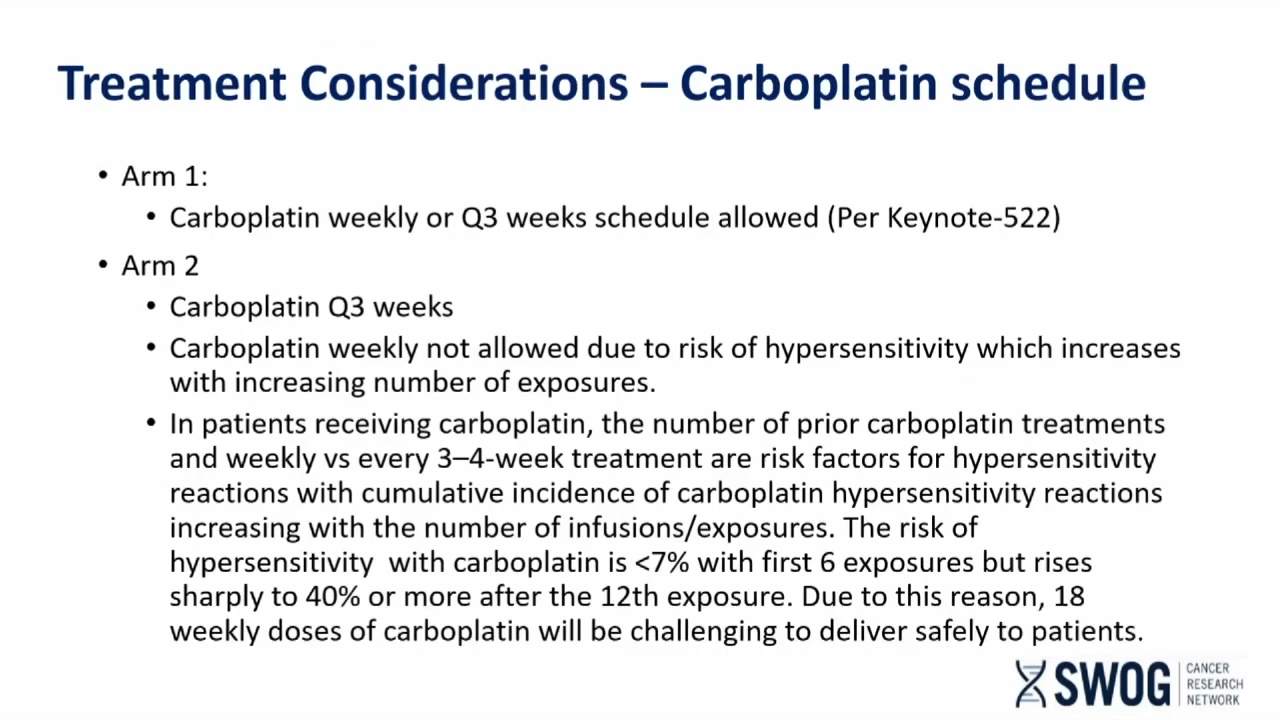 Treatment Considerations – Carboplatin schedule
• Arm 1:
• Carboplatin weekly or Q3 weeks schedule allowed (Per Keynote-522)
• Arm 2
• Carboplatin Q3 weeks
• Carboplatin weekly not allowed due to risk of hypersensitivity which increases
with increasing number of exposures.
• In patients receiving carboplatin, the number of prior carboplatin treatments
and weekly vs every 3–4-week treatment are risk factors for hypersensitivity
reactions with cumulative incidence of carboplatin hypersensitivity reactions
increasing with the number of infusions/exposures. The risk of
hypersensitivity  with carboplatin is <7% with first 6 exposures but rises
sharply to 40% or more after the 12th exposure. Due to this reason, 18
weekly doses of carboplatin will be challenging to deliver safely to patients.
SWOG
CANCER
RESEARCH
NETWORK